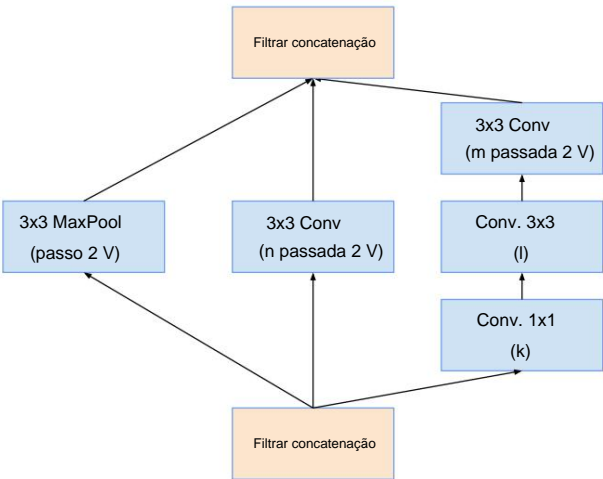 Filtrar concatenação
3x3 Conv
(m passada 2 V)
3x3 MaxPool
(passo 2 V)
3x3 Conv
(n passada 2 V)
Conv. 3x3
(l)
Conv. 1x1
(k)
Filtrar concatenação